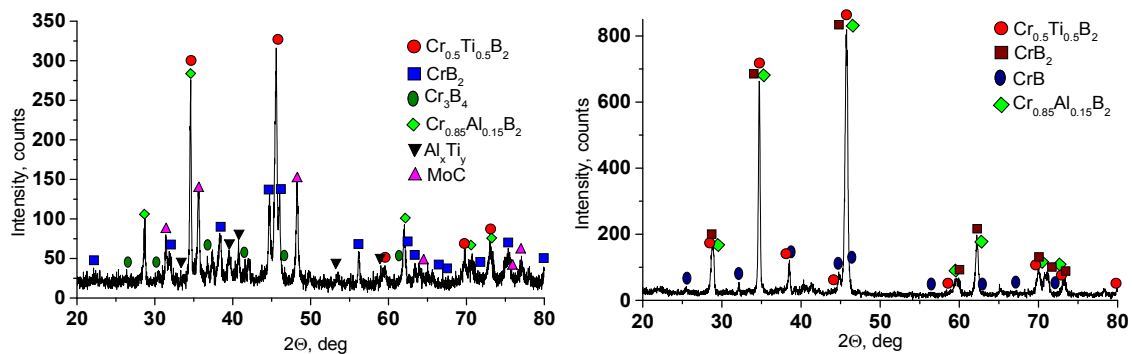 350
300
250
200
150
100
50
0
Intensity, counts
20 30 40 50 60 70 80
2Θ, deg
Cr0.5Ti0.5B2
CrB2
Cr3B4
Cr0.85Al0.15B2
AlxTiy
MoC
800
600
400
200
0
Intensity, counts
20 30 40 50 60 70 80
2Θ, deg
Cr0.5Ti0.5B2
CrB2
CrB
Cr0.85Al0.15B2